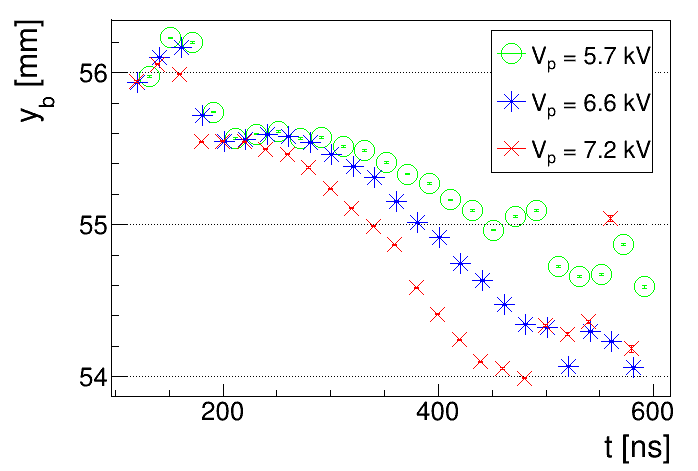 y_b [mm]
56
55
54
200
400
600
t [ns]
V_p = 5.7 kV
V_p = 6.6 kV
V_p = 7.2 kV